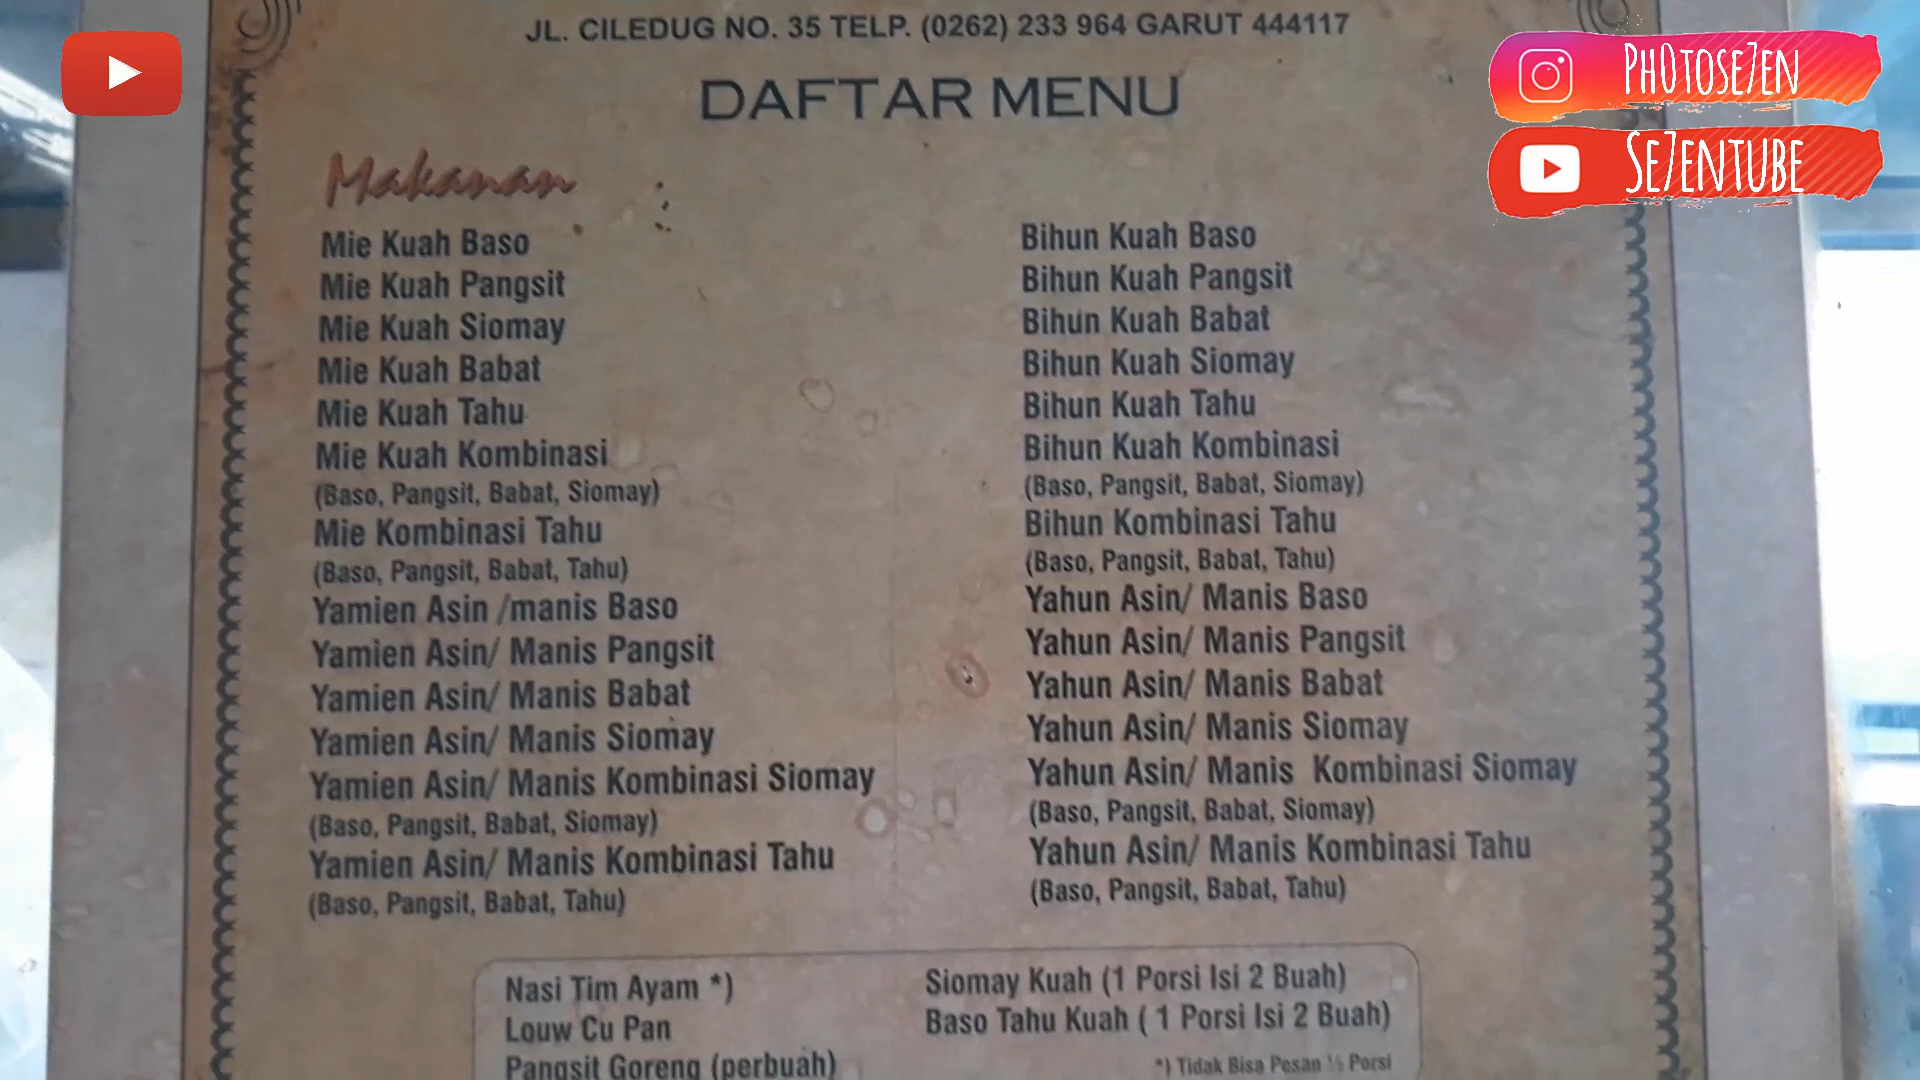 JL. CILEDUG NO. 35 TELP. (0262) 233 964 GARUT 444117
DAFTAR MENU
PhOtoSe7en
Se7entube
Makanan
Mie Kuah Baso
Mie Kuah Pangsit
Mie Kuah Siomay
Mie Kuah Babat
Mie Kuah Tahu
Mie Kuah Kombinasi
(Baso, Pangsit, Babat, Siomay)
Mie Kombinasi Tahu
(Baso, Pangsit, Babat, Tahu)
Yamien Asin /manis Baso
Yamien Asin/ Manis Pangsit
Yamien Asin/ Manis Babat
Yamien Asin/ Manis Siomay
Yamien Asin/ Manis Kombinasi Siomay
(Baso, Pangsit, Babat, Siomay)
Yamien Asin/ Manis Kombinasi Tahu
(Baso, Pangsit, Babat, Tahu)
Bihun Kuah Baso
Bihun Kuah Pangsit
Bihun Kuah Babat
Bihun Kuah Siomay
Bihun Kuah Tahu
Bihun Kuah Kombinasi
(Baso, Pangsit, Babat, Siomay)
Bihun Kombinasi Tahu
(Baso, Pangsit, Babat, Tahu)
Yahun Asin/ Manis Baso
Yahun Asin/ Manis Pangsit
Yahun Asin/ Manis Babat
Yahun Asin/ Manis Siomay
Yahun Asin/ Manis Kombinasi Siomay
(Baso, Pangsit, Babat, Siomay)
Yahun Asin/ Manis Kombinasi Tahu
(Baso, Pangsit, Babat, Tahu)
Nasi Tim Ayam *)
Louw Cu Pan
Pangsit Goreng (perbuah)
Siomay Kuah (1 Porsi Isi 2 Buah)
Baso Tahu Kuah ( 1 Porsi Isi 2 Buah)
*) Tidak Bisa Pesan ½ Porsi